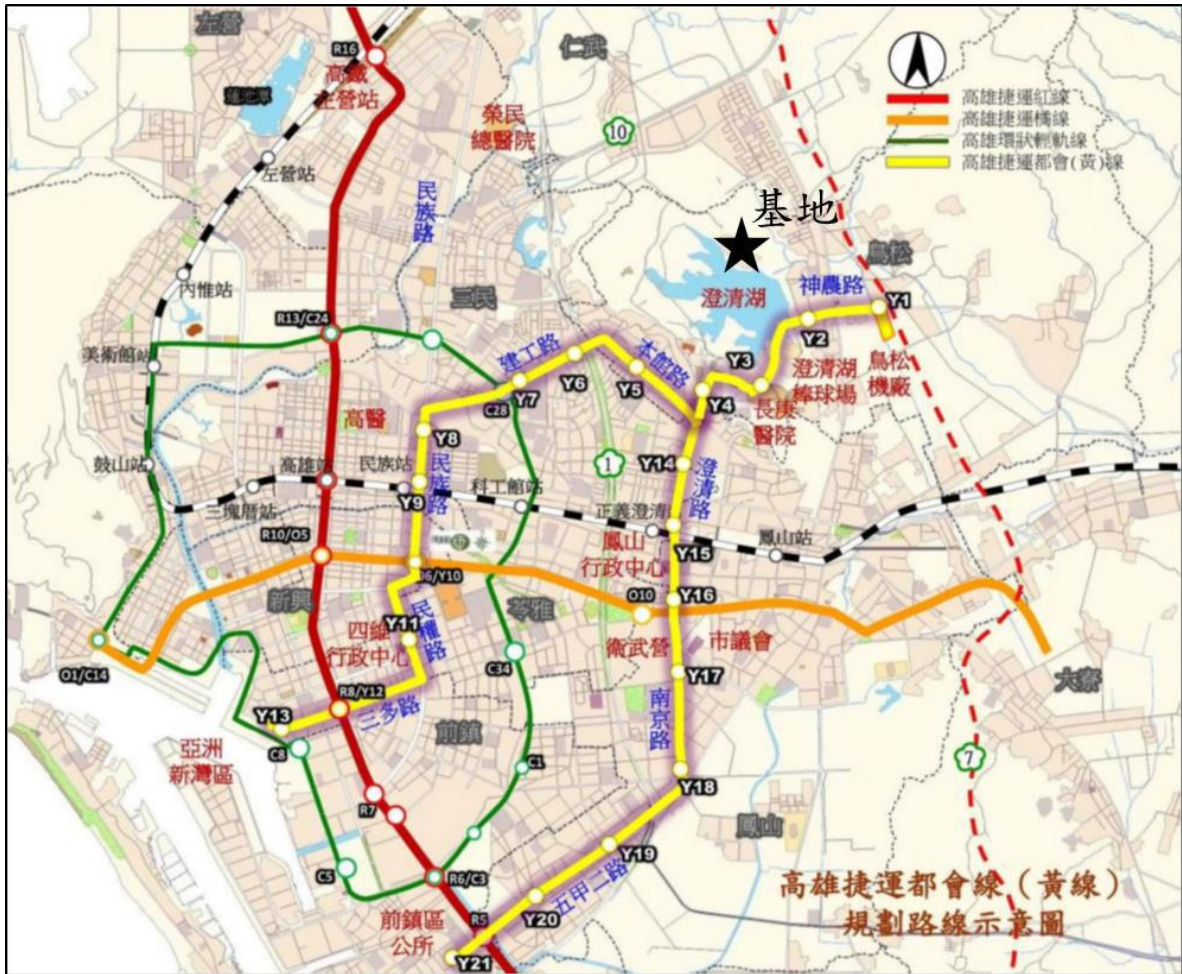 左營
仁武
R16
高鐵
左營站
蓮池潭
榮民
總醫院
10
高雄捷運紅線
高雄捷運橘線
高雄環狀輕軌線
高雄捷運都會(黃)線
左營站
民族路
基地
鳥松
內惟站
三民
澄清湖
神農路
Y1
Y2
R13/C24
美術館站
建工路
本館路
Y6
Y5
Y3
Y4
Y7
C28
澄清湖
棒球場
鳥松
機廠
長庚
醫院
高醫
Y8
鼓山站
高雄站
民族站
民族路
Y9
科工館站
1
Y14
澄清路
三塊厝站
正義澄清
鳳山站
Y15
R10/O5
O6/Y10
鳳山
行政中心
新興
苓雅
O10
Y16
Y11
民權路
四維
行政中心
衛武營
市議會
O1/C14
C34
Y17
大寮
R8/Y12
Y13
三多路
南京路
C8
前鎮
亞洲
新灣區
C1
7
R7
Y18
鳳山
Y19
C5
R6/C3
五甲二路
Y20
前鎮區
公所
R5
Y21
高雄捷運都會線（黃線）
規劃路線示意圖